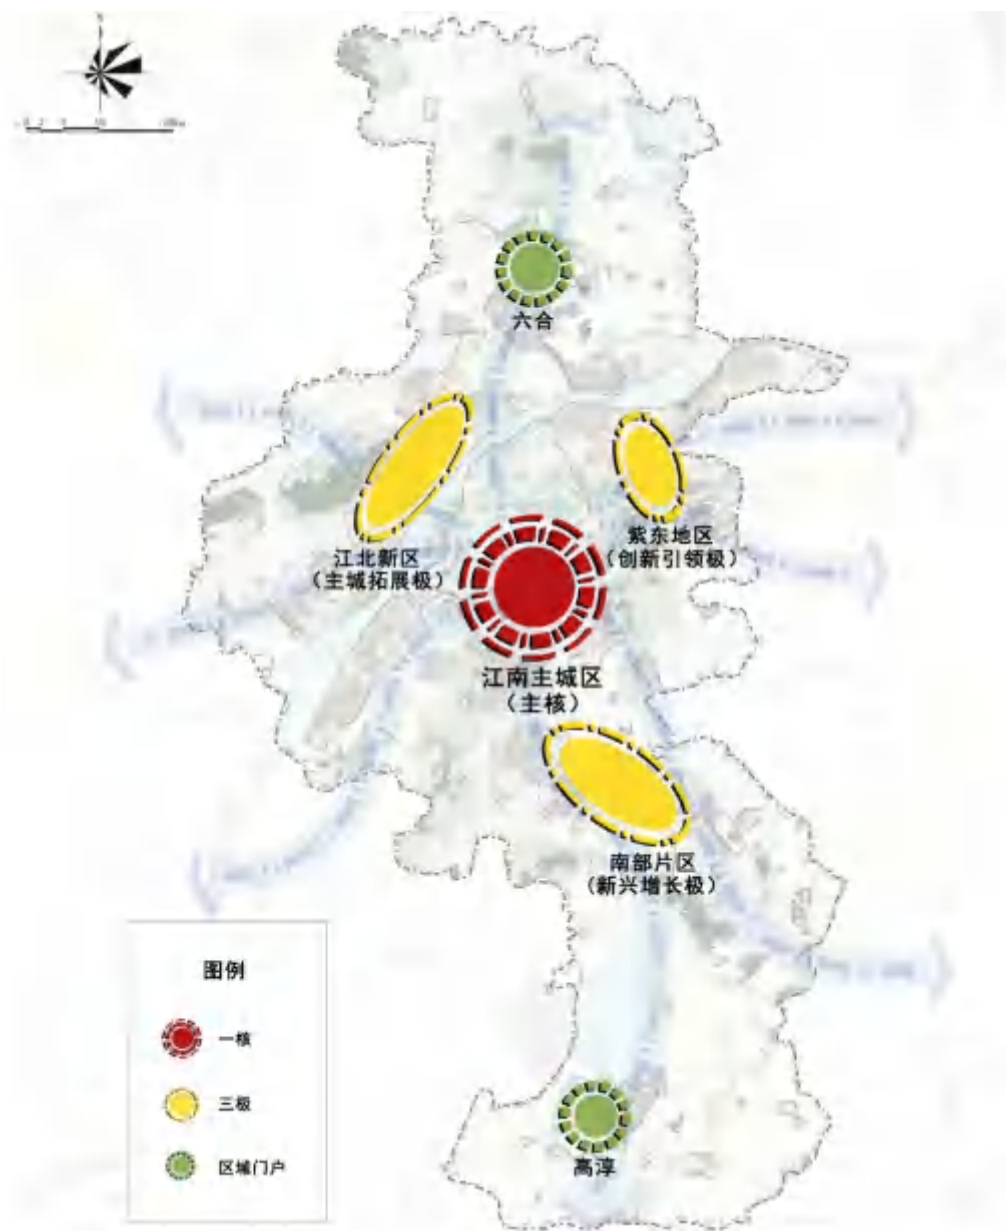 六合
江北新区
（主城拓展极）
紫东地区
（创新引领极）
江南主城区
（主核）
南部片区
（新兴增长极）
高淳
图例
一核
三极
区域门户